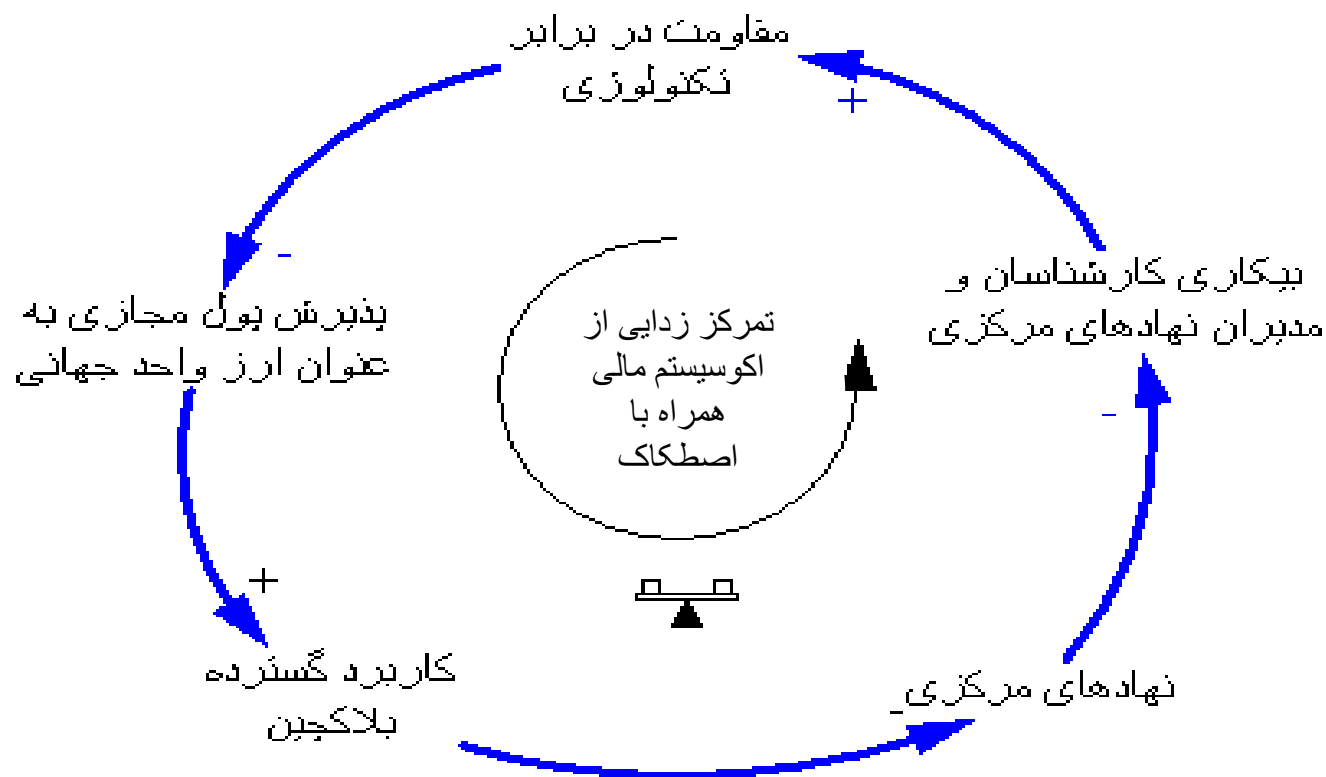 مقاومت در برابر
تکنولوژی
+
-
بیکاری کارشناسان و
مدیران نهادهای مرکزی
پذیرش پول مجازی به
عنوان ارز واحد جهانی
تمرکز زدایی از
اکوسیستم مالی
همراه با
اصطکاک
-
+
کاربرد گسترده
بلاکچین
نهادهای مرکزی
-